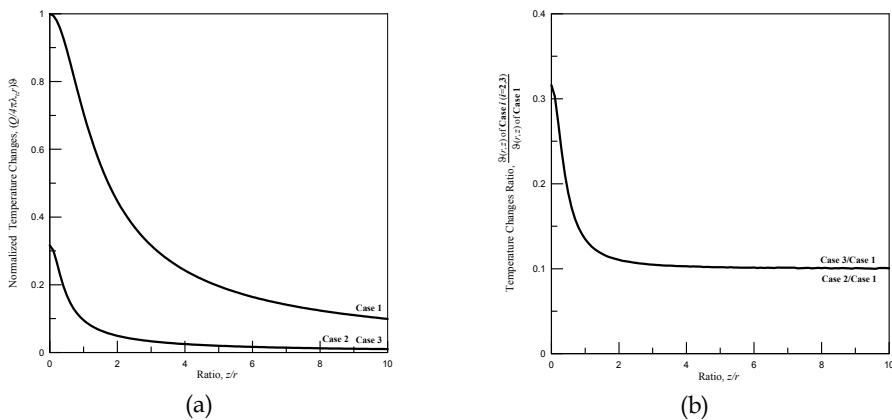 Normalized Temperature Changes, (Q/4πλₜr)ϑ
1
0.8
0.6
0.4
0.2
0
Case 1
Case 2 Case 3
0 2 4 6 8 10
Ratio, z/r
(a)
Temperature Changes Ratio, ϑ(r,z) of Case i (i=2,3)
ϑ(r,z) of Case 1
0.4
0.3
0.2
0.1
0
Case 3/Case 1
Case 2/Case 1
0 2 4 6 8 10
Ratio, z/r
(b)